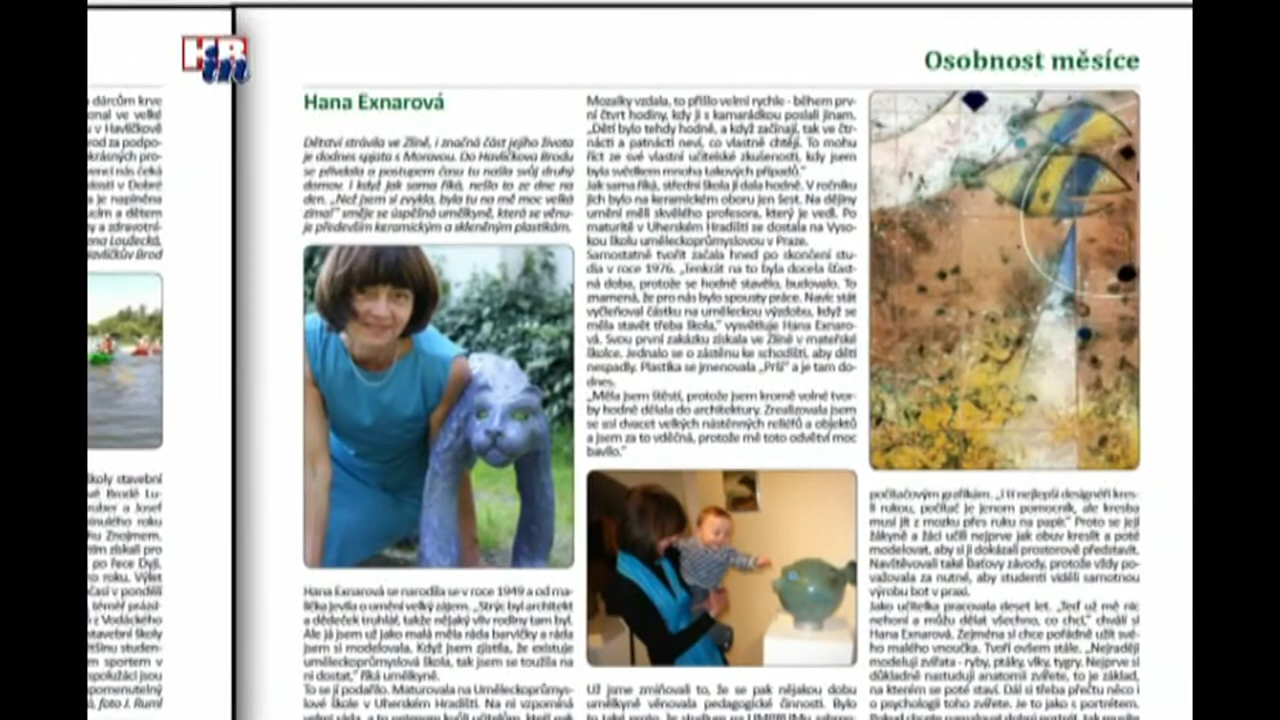 HB
in
Osobnost měsíce
Hana Exnarová
Dětství strávila ve Zlíně, i značná část jejího života
je dodnes spjata s Moravou. Do Havlíčkova Brodu
se přivdala a postupem času tu našla svůj druhý
domov. I když jak sama říká, nešlo to ze dne na
den. „Než jsem si zvykla, byla tu na mě moc velká
zima!" směje se úspěšná umělkyně, která se věnu-
je především keramickým a skleněným plastikám.
Hana Exnarová se narodila se v roce 1949 a od ma-
lička jevila o umění velký zájem. „Strýc byl architekt
a dědeček truhlář, takže nějaký vliv rodiny tam byl.
Ale já jsem už jako malá měla ráda barvičky a ráda
jsem si modelovala. Když jsem zjistila, že existuje
uměleckoprůmyslová škola, tak jsem se toužila na
ni dostat," říká umělkyně.
To se jí podařilo. Maturovala na Uměleckoprůmys-
lové škole v Uherském Hradišti. Na ni vzpomíná
Mozaiky vzdala, to přišlo velmi rychle - během prv-
ní čtvrt hodiny, kdy ji s kamarádkou poslali jinam.
„Dětí bylo tehdy hodně, a když začínají, tak ve čtr-
nácti a patnácti neví, co vlastně chtějí. To mohu
říct ze své vlastní učitelské zkušenosti, kdy jsem
byla svědkem mnoha takových případů."
Jak sama říká, střední škola jí dala hodně. V ročníku
jich bylo na keramickém oboru jen šest. Na dějiny
umění měli skvělého profesora, který je vedl. Po
maturitě v Uherském Hradišti se dostala na Vyso-
kou školu uměleckoprůmyslovou v Praze.
Samostatně tvořit začala hned po skončení stu-
dia v roce 1976. „Tenkrát na to byla docela šťast-
ná doba, protože se hodně stavělo, budovalo. To
znamená, že pro nás bylo spousty práce. Navíc stát
vyčleňoval částku na uměleckou výzdobu, když se
měla stavět třeba škola," vysvětluje Hana Exnaro-
vá. Svou první zakázku získala ve Zlíně v mateřské
školce. Jednalo se o zástěnu ke schodišti, aby děti
nespadly. Plastika se jmenovala „Prší" a je tam do-
dnes.
„Měla jsem štěstí, protože jsem kromě volné tvor-
by hodně dělala do architektury. Zrealizovala jsem
se asi dvacet velkých nástěnných reliéfů a objektů
a jsem za to vděčná, protože mě toto odvětví moc
bavilo."
Už jsme zmiňovali to, že se pak nějakou dobu
umělkyně věnovala pedagogické činnosti. Bylo
počítačovým grafikám. „I ti nejlepší designéři kres-
lí rukou, počítač je jenom pomocník, ale kresba
musí jít z mozku přes ruku na papír." Proto se její
žákyně a žáci učili nejprve jak obuv kreslit a poté
modelovat, aby si ji dokázali prostorově představit.
Navštěvovali také Baťovy závody, protože vždy po-
važovala za nutné, aby studenti viděli samotnou
výrobu bot v praxi.
Jako učitelka pracovala deset let. „Teď už mě nic
nehoní a můžu dělat všechno, co chci," chválí si
Hana Exnarová. Zejména si chce pořádně užít své-
ho malého vnoučka. Tvoří ovšem stále. „Nejraději
modeluji zvířata - ryby, ptáky, vlky, tygry. Nejprve si
důkladně nastuduji anatomii zvířete, to je základ,
na kterém se poté staví. Dál si třeba přečtu něco i
o psychologii toho zvířete. Je to jako s portrétem.